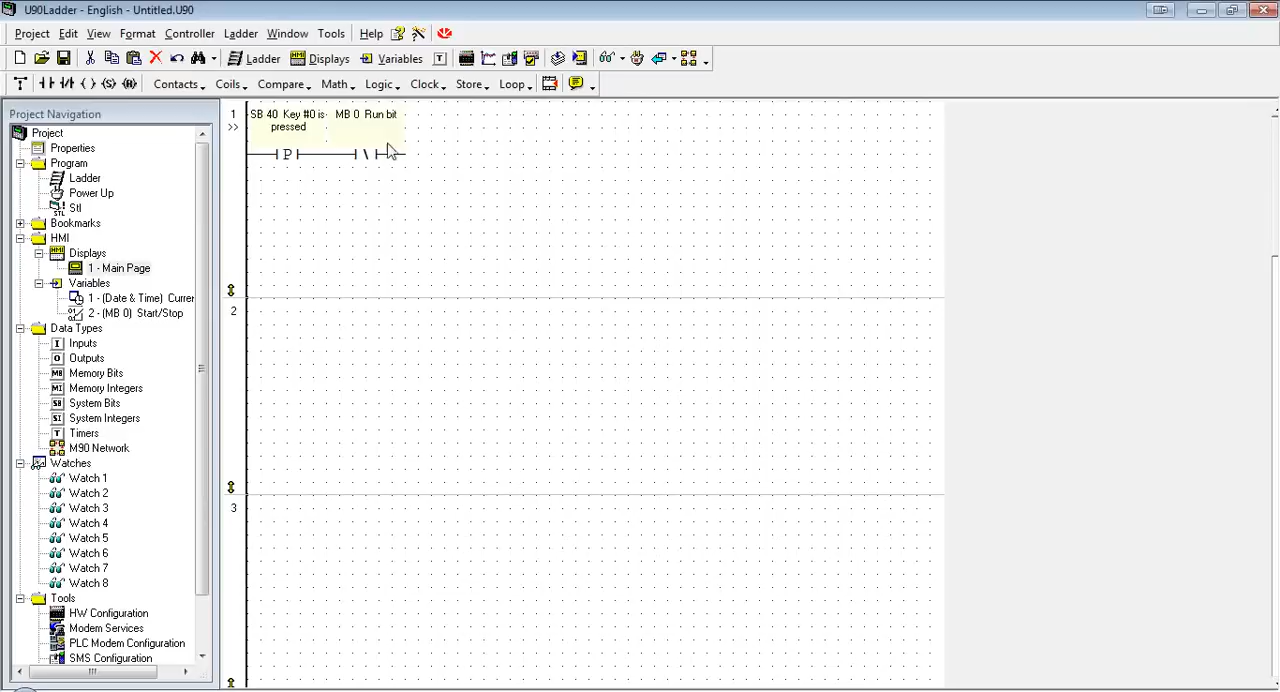 U90Ladder - English - Untitled.U90
Project Edit View Format Controller Ladder Window Tools Help
Ladder Displays Variables T
Contacts Coils Compare Math Logic Clock Store Loop
Project Navigation
Project
Properties
Program
Ladder
Power Up
Stl
Bookmarks
HMI
Displays
1 - Main Page
Variables
1 - (Date & Time) Currer
2 - (MB 0) Start/Stop
Data Types
I Inputs
O Outputs
MB Memory Bits
MI Memory Integers
SB System Bits
SI System Integers
T Timers
M90 Network
Watches
Watch 1
Watch 2
Watch 3
Watch 4
Watch 5
Watch 6
Watch 7
Watch 8
Tools
HW Configuration
Modem Services
PLC Modem Configuration
SMS Configuration
1
>>
SB 40 Key #0 is
pressed
MB 0 Run bit
P
2
3